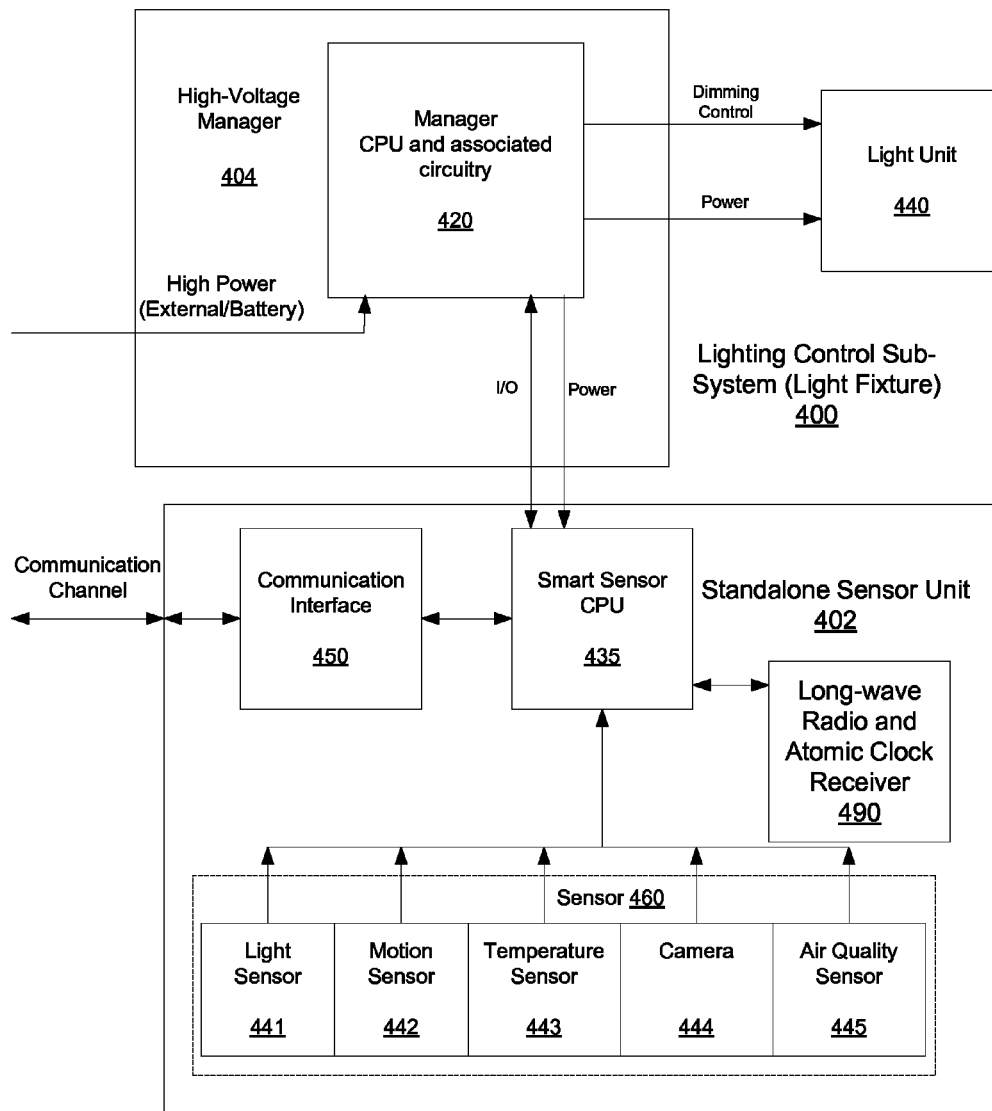 High-Voltage
Manager
404
Manager
CPU and associated
circuitry
420
Dimming
Control
Power
Light Unit
440
High Power
(External/Battery)
I/O
Power
Lighting Control Sub-
System (Light Fixture)
400
Communication
Channel
Communication
Interface
450
Smart Sensor
CPU
435
Standalone Sensor Unit
402
Long-wave
Radio and
Atomic Clock
Receiver
490
Sensor 460
Light
Sensor
441
Motion
Sensor
442
Temperature
Sensor
443
Camera
444
Air Quality
Sensor
445